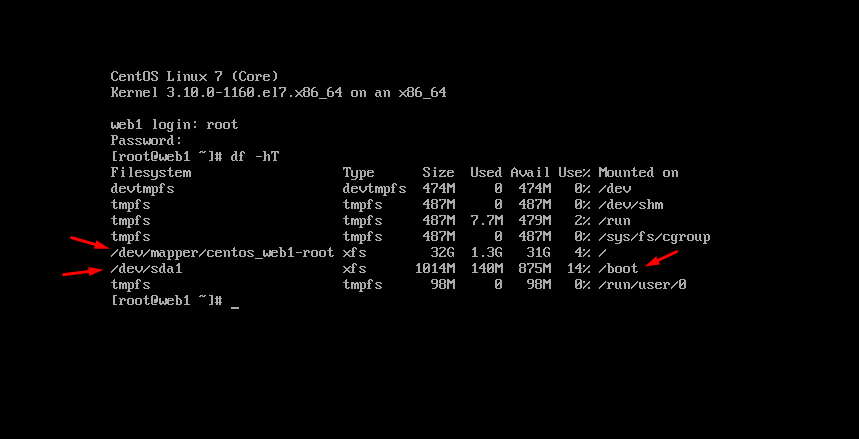 CentOS Linux 7 (Core)
Kernel 3.10.0-1160.el7.x86_64 on an x86_64
web1 login: root
Password:
[root@web1 ~]# df -hT
Filesystem Type Size Used Avail Use% Mounted on
devtmpfs devtmpfs 474M 0 474M 0% /dev
tmpfs tmpfs 487M 0 487M 0% /dev/shm
tmpfs tmpfs 487M 7.7M 479M 2% /run
tmpfs tmpfs 487M 0 487M 0% /sys/fs/cgroup
/dev/mapper/centos_web1-root xfs 32G 1.3G 31G 4% /
/dev/sda1 xfs 1014M 140M 875M 14% /boot
tmpfs tmpfs 98M 0 98M 0% /run/user/0
[root@web1 ~]# _